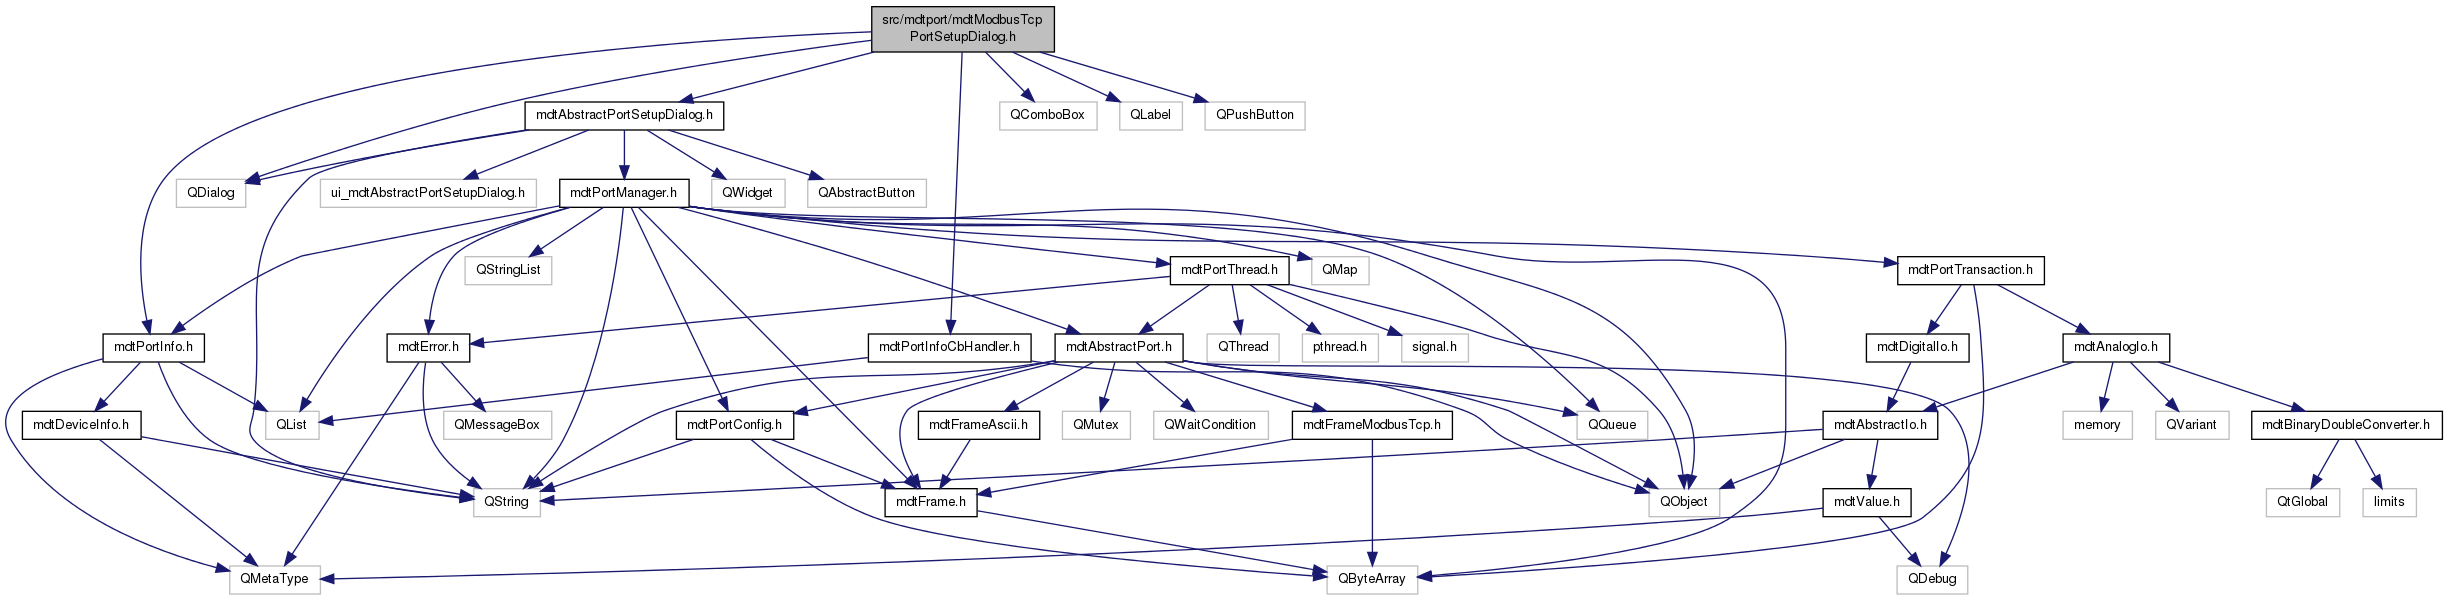 src/mdtport/mdtModbusTcp
PortSetupDialog.h
mdtAbstractPortSetupDialog.h
QComboBox
QLabel
QPushButton
QDialog
ui_mdtAbstractPortSetupDialog.h
mdtPortManager.h
QWidget
QAbstractButton
QStringList
mdtPortThread.h
QMap
mdtPortTransaction.h
mdtPortInfo.h
mdtError.h
mdtPortInfoCbHandler.h
mdtAbstractPort.h
QThread
pthread.h
signal.h
mdtDigitalIo.h
mdtAnalogIo.h
mdtDeviceInfo.h
QList
QMessageBox
mdtPortConfig.h
mdtFrameAscii.h
QMutex
QWaitCondition
mdtFrameModbusTcp.h
QQueue
mdtAbstractIo.h
memory
QVariant
mdtBinaryDoubleConverter.h
QString
mdtFrame.h
QObject
mdtValue.h
QtGlobal
limits
QMetaType
QByteArray
QDebug